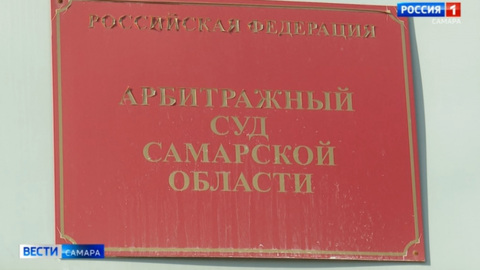 РОССИЯ 1
САМАРА
РОССИЙСКАЯ ФЕДЕРАЦИЯ
АРБИТРАЖНЫЙ
СУД
САМАРСКОЙ
ОБЛАСТИ
ВЕСТИ САМАРА